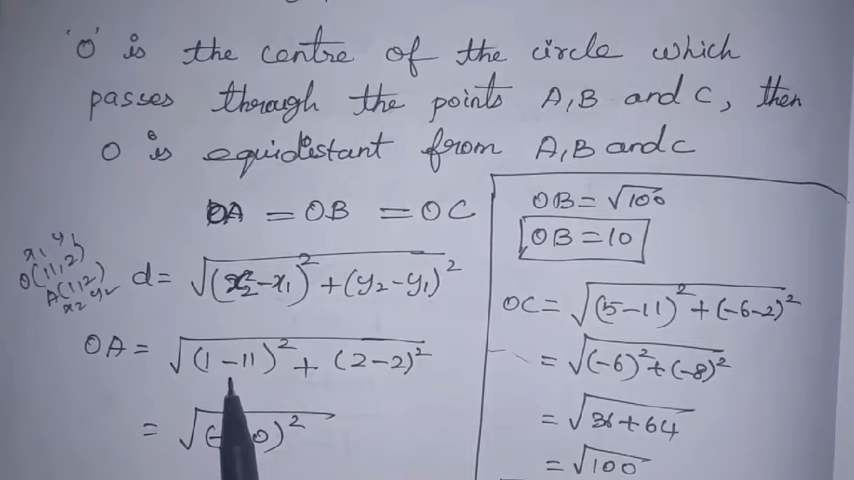 'O' is the centre of the circle which
passes through the points A, B and C, then
O is equidistant from A, B and C
OA = OB = OC
x₁ y₁
O(11,2)
A(1,2)
x₂ y₂
d = √(x₂-x₁)² + (y₂-y₁)²
OA = √(1-11)² + (2-2)²
= √(-10)²
OB = √100
OB = 10
OC = √(5-11)² + (-6-2)²
= √(-6)² + (-8)²
= √36+64
= √100